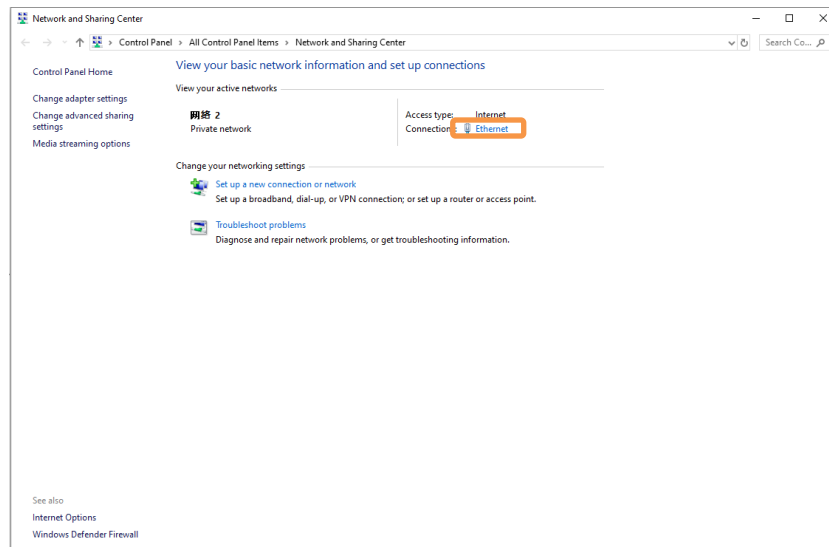 Network and Sharing Center
Control Panel > All Control Panel Items > Network and Sharing Center
Search Co...
Control Panel Home
Change adapter settings
Change advanced sharing
settings
Media streaming options
View your basic network information and set up connections
View your active networks
网络 2
Private network
Access type: Internet
Connections: Ethernet
Change your networking settings
Set up a new connection or network
Set up a broadband, dial-up, or VPN connection; or set up a router or access point.
Troubleshoot problems
Diagnose and repair network problems, or get troubleshooting information.
See also
Internet Options
Windows Defender Firewall